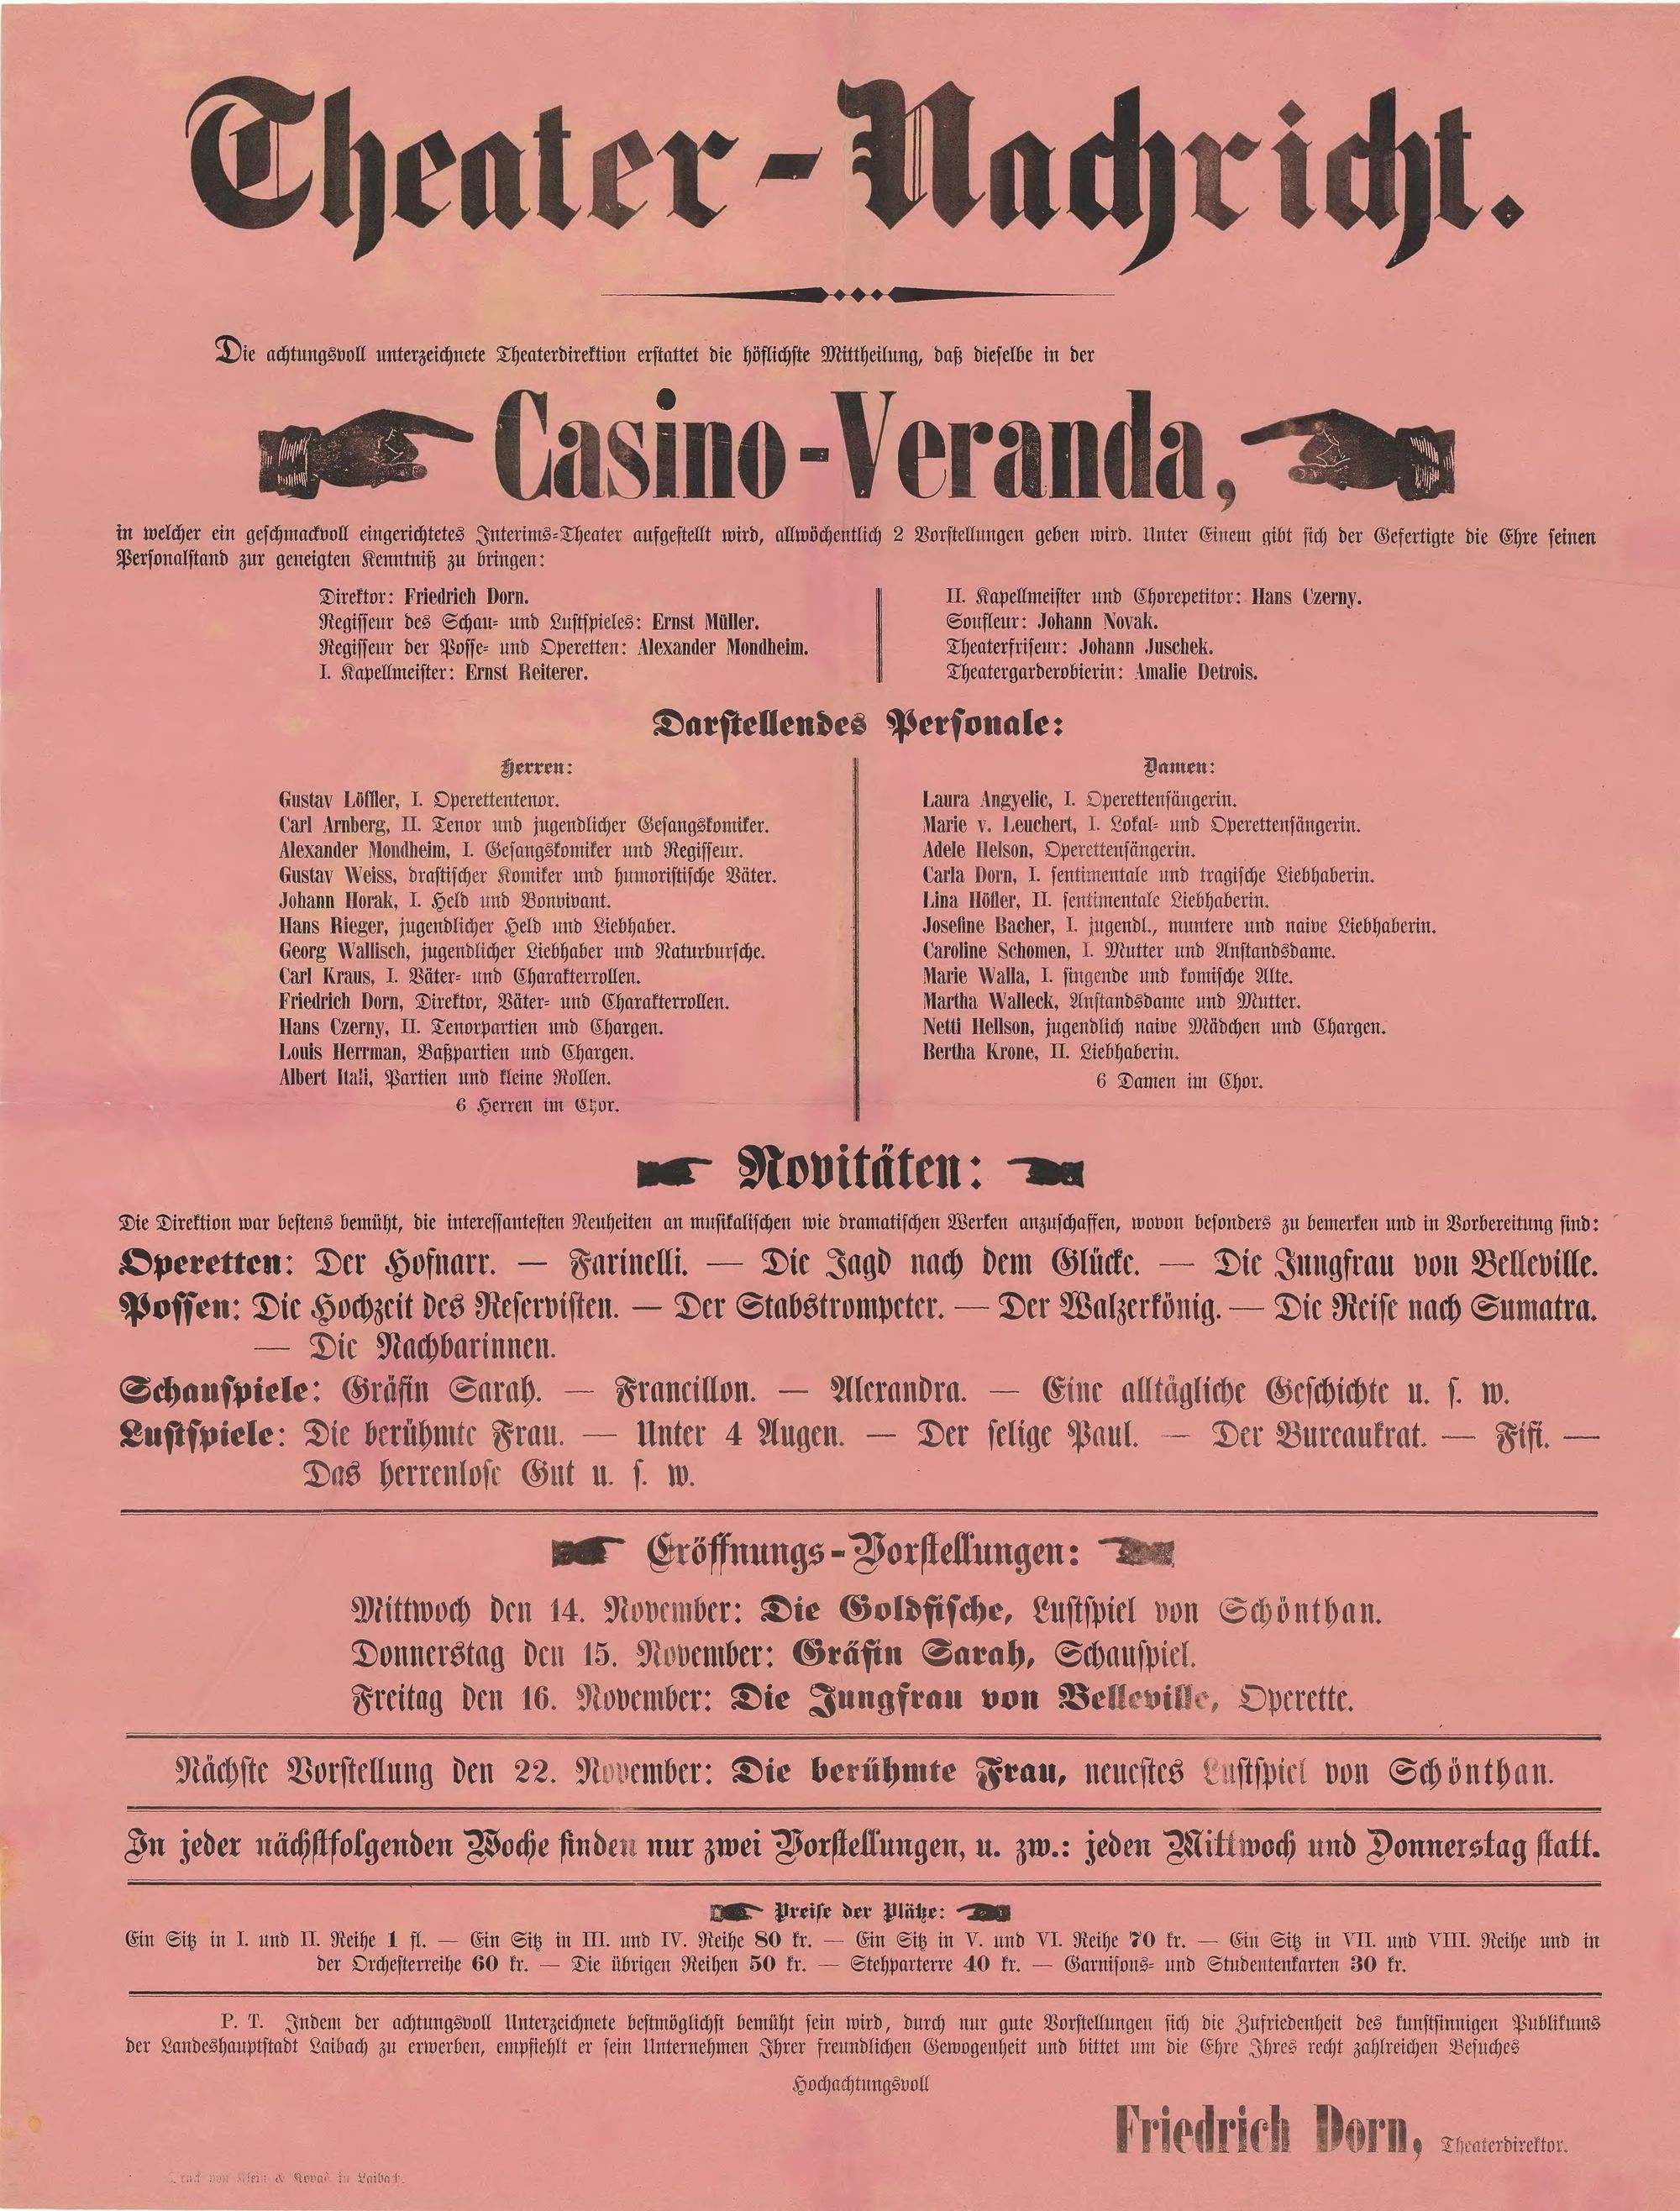 Theater-Nachricht.
Die achtungsvoll unterzeichnete Theaterdirektion erstattet die höflichste Mittheilung, daß dieselbe in der
Casino-Veranda,
in welcher ein geschmackvoll eingerichtetes Interims-Theater aufgestellt wird, allwöchentlich 2 Vorstellungen geben wird. Unter Einem gibt sich der Gefertigte die Ehre seinen
Personalstand zur geneigten Kenntniß zu bringen:
Direktor: Friedrich Dorn.
Regisseur des Schau- und Lustspieles: Ernst Müller.
Regisseur der Posse- und Operetten: Alexander Mondheim.
I. Kapellmeister: Ernst Reiterer.
II. Kapellmeister und Chorepetitor: Hans Czerny.
Soufleur: Johann Novak.
Theaterfriseur: Johann Juschek.
Theatergarderobierin: Amalie Detrois.
Darstellendes Personale:
Herren:
Gustav Löffler, I. Operettentenor.
Carl Arnberg, II. Tenor und jugendlicher Gesangskomiker.
Alexander Mondheim, I. Gesangskomiker und Regisseur.
Gustav Weiss, drastischer Komiker und humoristische Väter.
Johann Horak, I. Held und Bonvivant.
Hans Rieger, jugendlicher Held und Liebhaber.
Georg Wallisch, jugendlicher Liebhaber und Naturbursche.
Carl Kraus, I. Väter- und Charakterrollen.
Friedrich Dorn, Direktor, Väter- und Charakterrollen.
Hans Czerny, II. Tenorpartien und Chargen.
Louis Herrman, Baßpartien und Chargen.
Albert Itali, Partien und kleine Rollen.
6 Herren im Chor.
Damen:
Laura Angyelic, I. Operettensängerin.
Marie v. Leuchert, I. Lokal- und Operettensängerin.
Adele Helson, Operettensängerin.
Carla Dorn, I. sentimentale und tragische Liebhaberin.
Lina Höfler, II. sentimentale Liebhaberin.
Josefine Bacher, I. jugendl., muntere und naive Liebhaberin.
Caroline Schomen, I. Mutter und Anstandsdame.
Marie Walla, I. singende und komische Alte.
Martha Walleck, Anstandsdame und Mutter.
Netti Hellson, jugendlich naive Mädchen und Chargen.
Bertha Krone, II. Liebhaberin.
6 Damen im Chor.
Novitäten:
Die Direktion war bestens bemüht, die interessantesten Neuheiten an musikalischen wie dramatischen Werken anzuschaffen, wovon besonders zu bemerken und in Vorbereitung sind:
Operetten: Der Hofnarr. — Farinelli. — Die Jagd nach dem Glücke. — Die Jungfrau von Belleville.
Possen: Die Hochzeit des Reservisten. — Der Stabstrompeter. — Der Walzerkönig. — Die Reise nach Sumatra.
— Die Nachbarinnen.
Schauspiele: Gräfin Sarah. — Francillon. — Alexandra. — Eine alltägliche Geschichte u. s. w.
Lustspiele: Die berühmte Frau. — Unter 4 Augen. — Der selige Paul. — Der Bureaukrat. — Fifi. —
Das herrenlose Gut u. s. w.
Eröffnungs-Vorstellungen:
Mittwoch den 14. November: Die Goldfische, Lustspiel von Schönthan.
Donnerstag den 15. November: Gräfin Sarah, Schauspiel.
Freitag den 16. November: Die Jungfrau von Belleville, Operette.
Nächste Vorstellung den 22. November: Die berühmte Frau, neuestes Lustspiel von Schönthan.
In jeder nächstfolgenden Woche finden nur zwei Vorstellungen, u. zw.: jeden Mittwoch und Donnerstag statt.
Preise der Plätze:
Ein Sitz in I. und II. Reihe 1 fl. — Ein Sitz in III. und IV. Reihe 80 kr. — Ein Sitz in V. und VI. Reihe 70 kr. — Ein Sitz in VII. und VIII. Reihe und in
der Orchesterreihe 60 kr. — Die übrigen Reihen 50 kr. — Stehparterre 40 kr. — Garnisons- und Studentenkarten 30 kr.
P. T. Indem der achtungsvoll Unterzeichnete bestmöglichst bemüht sein wird, durch nur gute Vorstellungen sich die Zufriedenheit des kunstsinnigen Publikums
der Landeshauptstadt Laibach zu erwerben, empfiehlt er sein Unternehmen Ihrer freundlichen Gewogenheit und bittet um die Ehre Ihres recht zahlreichen Besuches
Hochachtungsvoll
Friedrich Dorn, Theaterdirektor.
Druck von Klein & Kovač in Laibach.